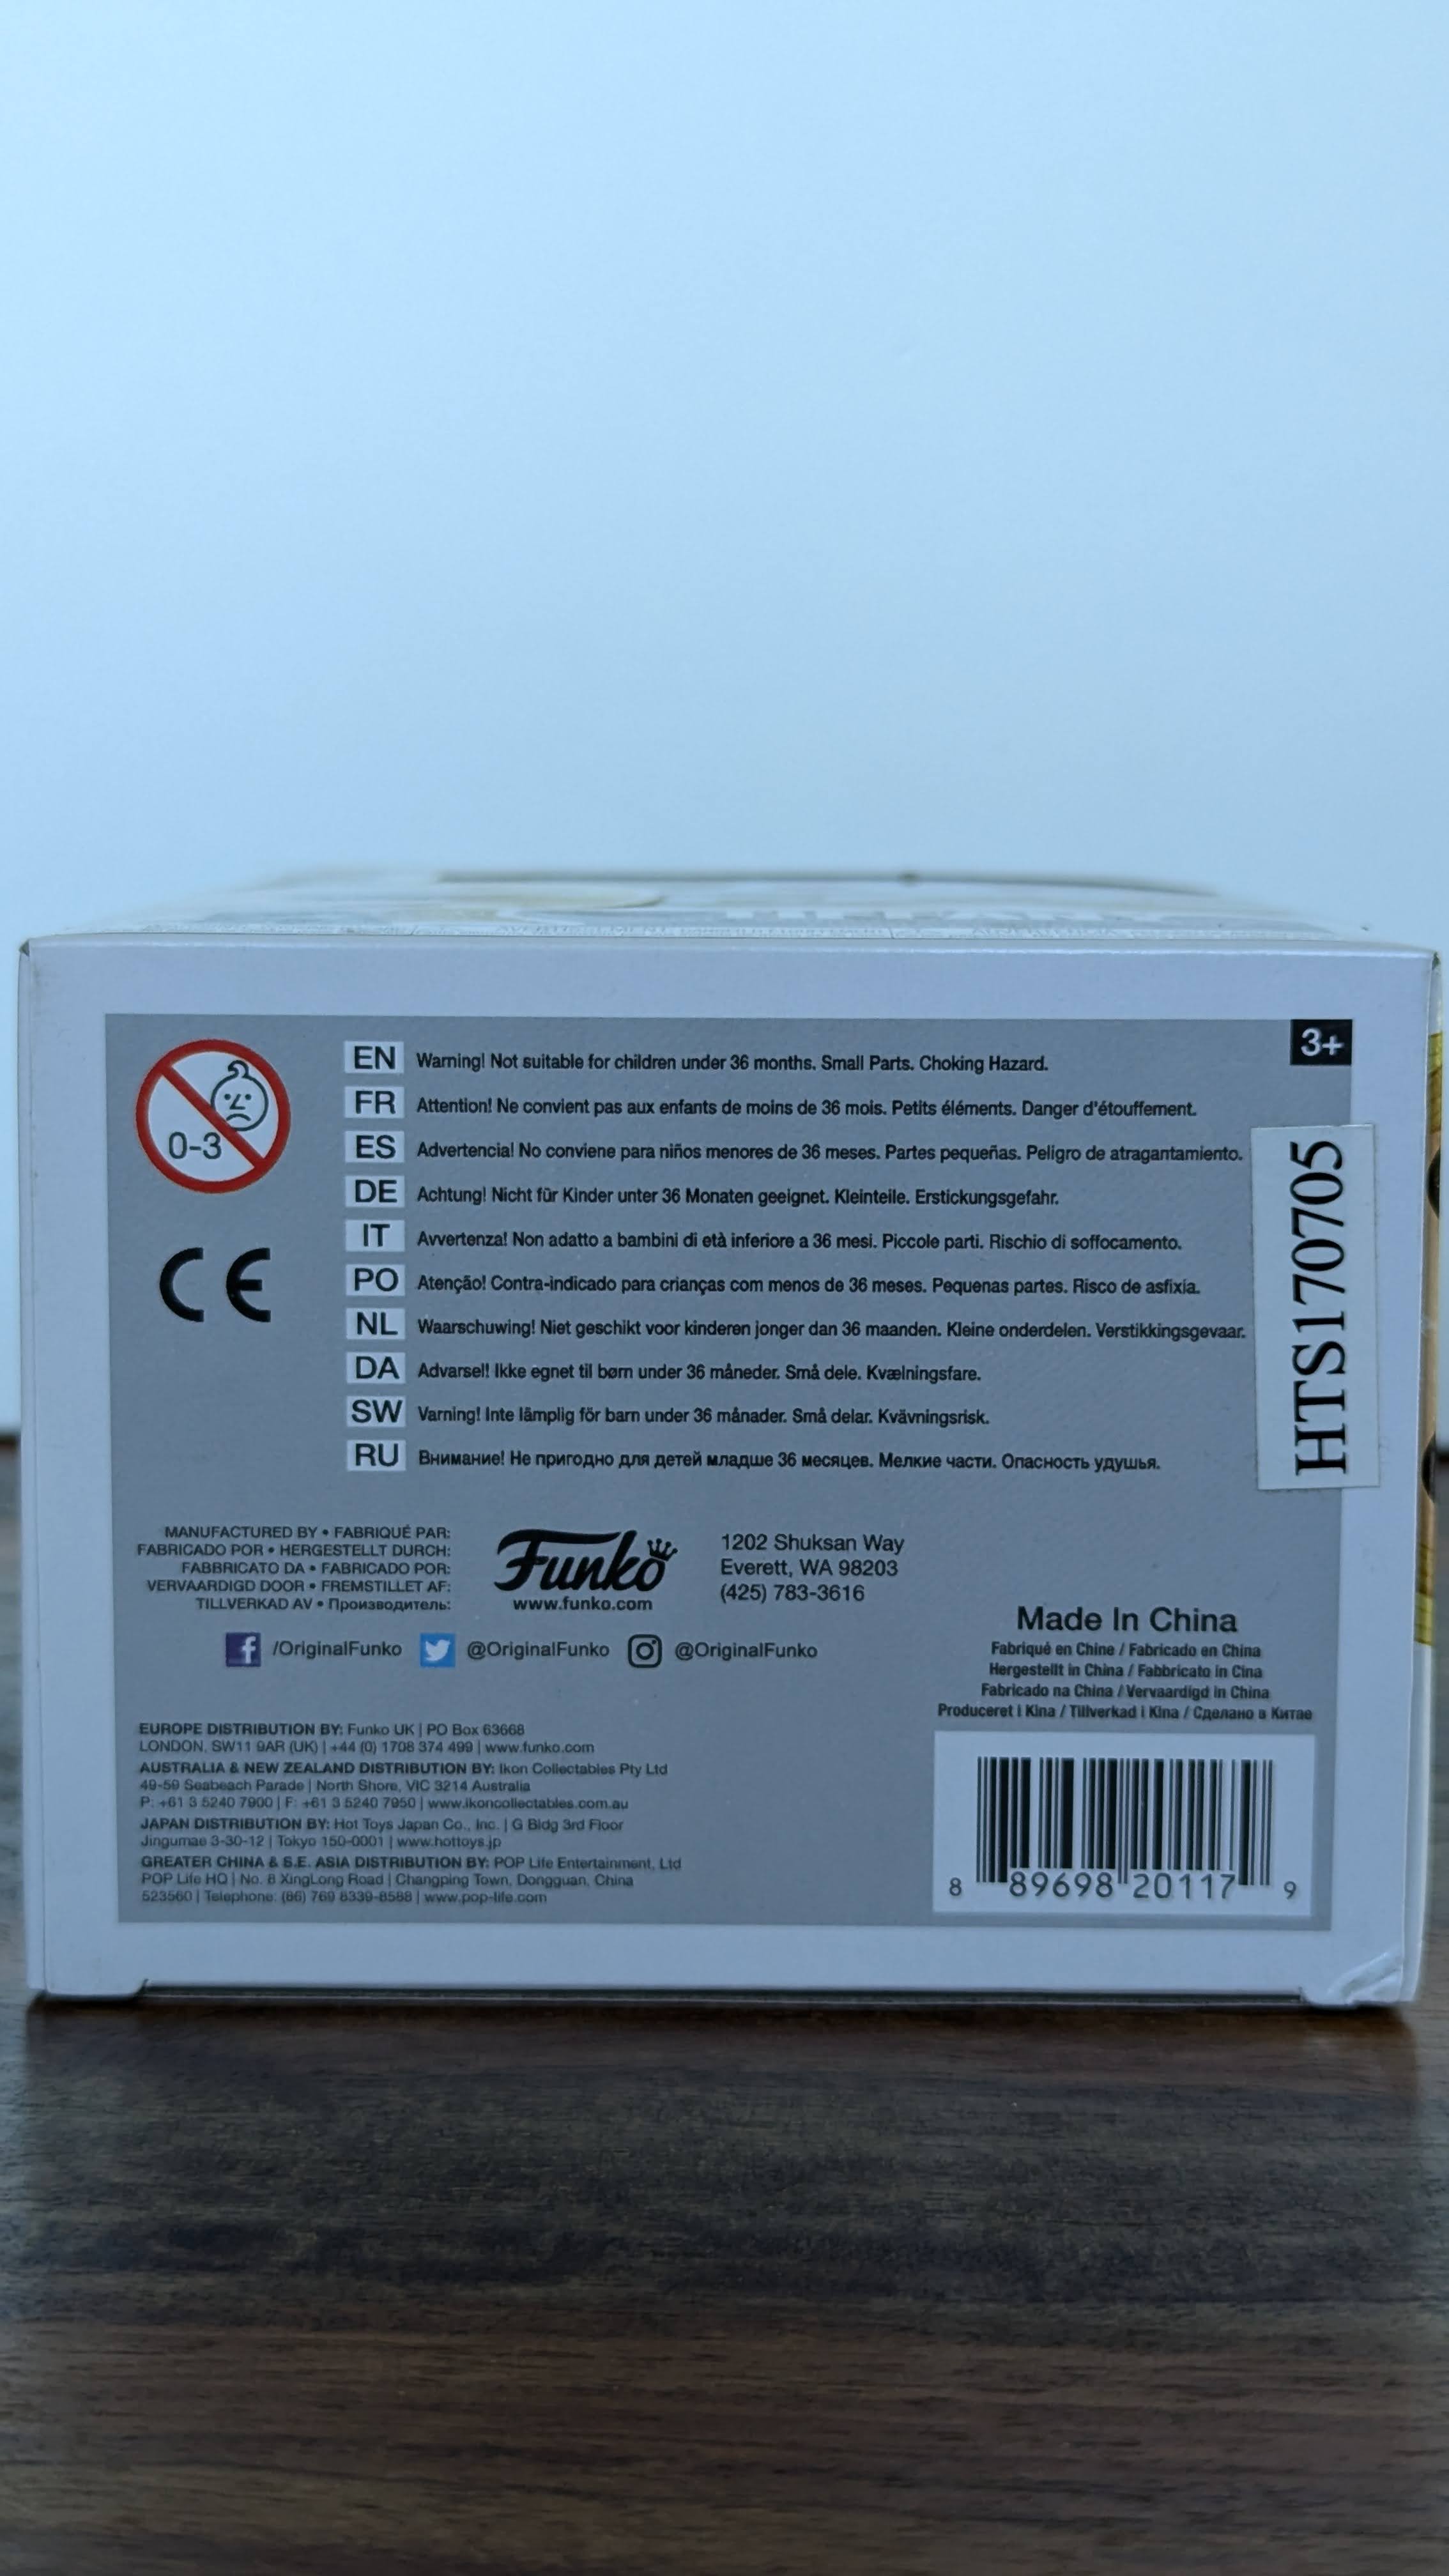 TIFFANY
3+
0-3
EN Warning! Not suitable for children under 36 months. Small Parts. Choking Hazard.
FR Attention! Ne convient pas aux enfants de moins de 36 mois. Petits éléments. Danger d'étouffement.
ES Advertencia! No conviene para niños menores de 36 meses. Partes pequeñas. Peligro de atragantamiento.
DE Achtung! Nicht für Kinder unter 36 Monaten geeignet. Kleinteile. Erstickungsgefahr.
IT Avvertenza! Non adatto a bambini di età inferiore a 36 mesi. Piccole parti. Rischio di soffocamento.
PO Atenção! Contra-indicado para crianças com menos de 36 meses. Pequenas partes. Risco de asfixia.
NL Waarschuwing! Niet geschikt voor kinderen jonger dan 36 maanden. Kleine onderdelen. Verstikkingsgevaar.
DA Advarsel! Ikke egnet til børn under 36 måneder. Små dele. Kvælningsfare.
SW Varning! Inte lämplig för barn under 36 månader. Små delar. Kvävningsrisk.
RU Внимание! Не пригодно для детей младше 36 месяцев. Мелкие части. Опасность удушья.
CE
HTS170705
MANUFACTURED BY • FABRIQUÉ PAR:
FABRICADO POR • HERGESTELLT DURCH:
FABBRICATO DA • FABRICADO POR:
VERVAARDIGD DOOR • FREMSTILLET AF:
TILLVERKAD AV • Производитель:
Funko
www.funko.com
1202 Shuksan Way
Everett, WA 98203
(425) 783-3616
/OriginalFunko @OriginalFunko @OriginalFunko
Made In China
Fabriqué en Chine / Fabricado en China
Hergestellt in China / Fabbricato in Cina
Fabricado na China / Vervaardigd in China
Produceret i Kina / Tillverkad i Kina / Сделано в Китае
EUROPE DISTRIBUTION BY: Funko UK | PO Box 63668
LONDON, SW11 9AR (UK) | +44 (0) 1708 374 499 | www.funko.com
AUSTRALIA & NEW ZEALAND DISTRIBUTION BY: Ikon Collectables Pty Ltd
49-59 Seabeach Parade | North Shore, VIC 3214 Australia
P: +61 3 5240 7900 | F: +61 3 5240 7950 | www.ikoncollectables.com.au
JAPAN DISTRIBUTION BY: Hot Toys Japan Co., Inc. | G Bldg 3rd Floor
Jingumae 3-30-12 | Tokyo 150-0001 | www.hottoys.jp
GREATER CHINA & S.E. ASIA DISTRIBUTION BY: POP Life Entertainment, Ltd
POP Life HQ | No. 8 XingLong Road | Changping Town, Dongguan, China
523560 | Telephone: (86) 769 8339-8588 | www.pop-life.com
8 89698 20117 9